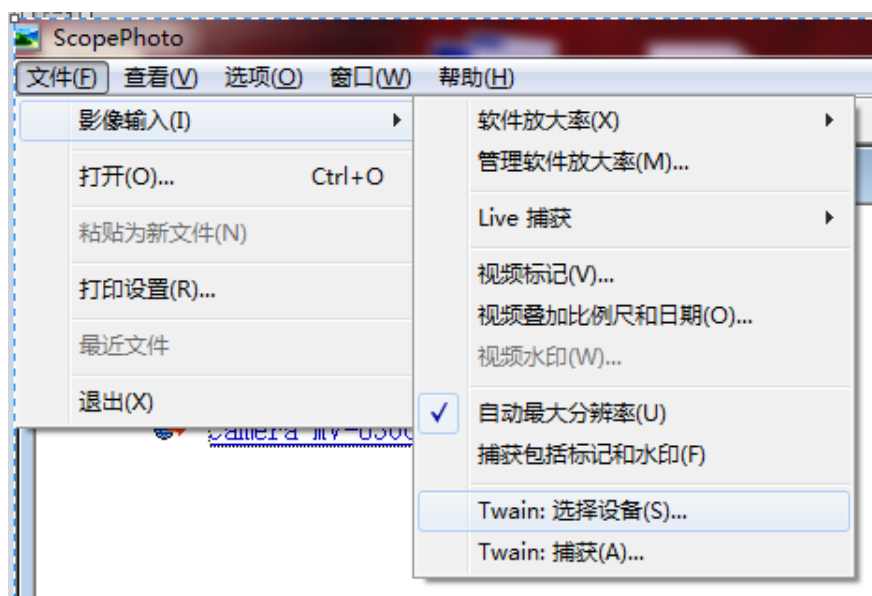 ScopePhoto
文件(F) 查看(V) 选项(O) 窗口(W) 帮助(H)
影像输入(I)
打开(O)... Ctrl+O
粘贴为新文件(N)
打印设置(R)...
最近文件
退出(X)
软件放大率(X)
管理软件放大率(M)...
Live 捕获
视频标记(V)...
视频叠加比例尺和日期(O)...
视频水印(W)...
自动最大分辨率(U)
捕获包括标记和水印(F)
Twain: 选择设备(S)...
Twain: 捕获(A)...